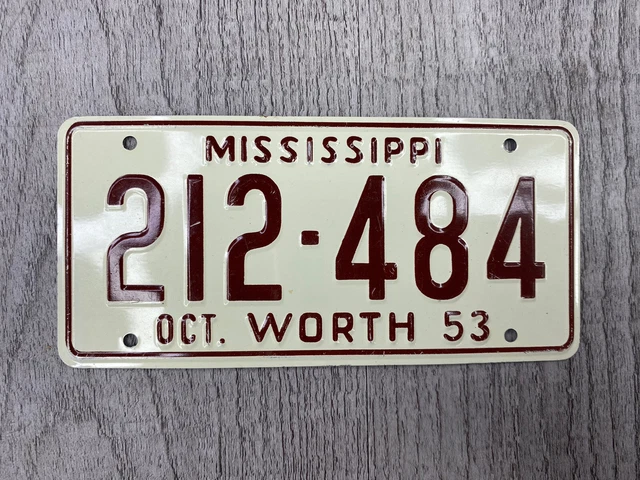 MISSISSIPPI
212-484
OCT. WORTH 53